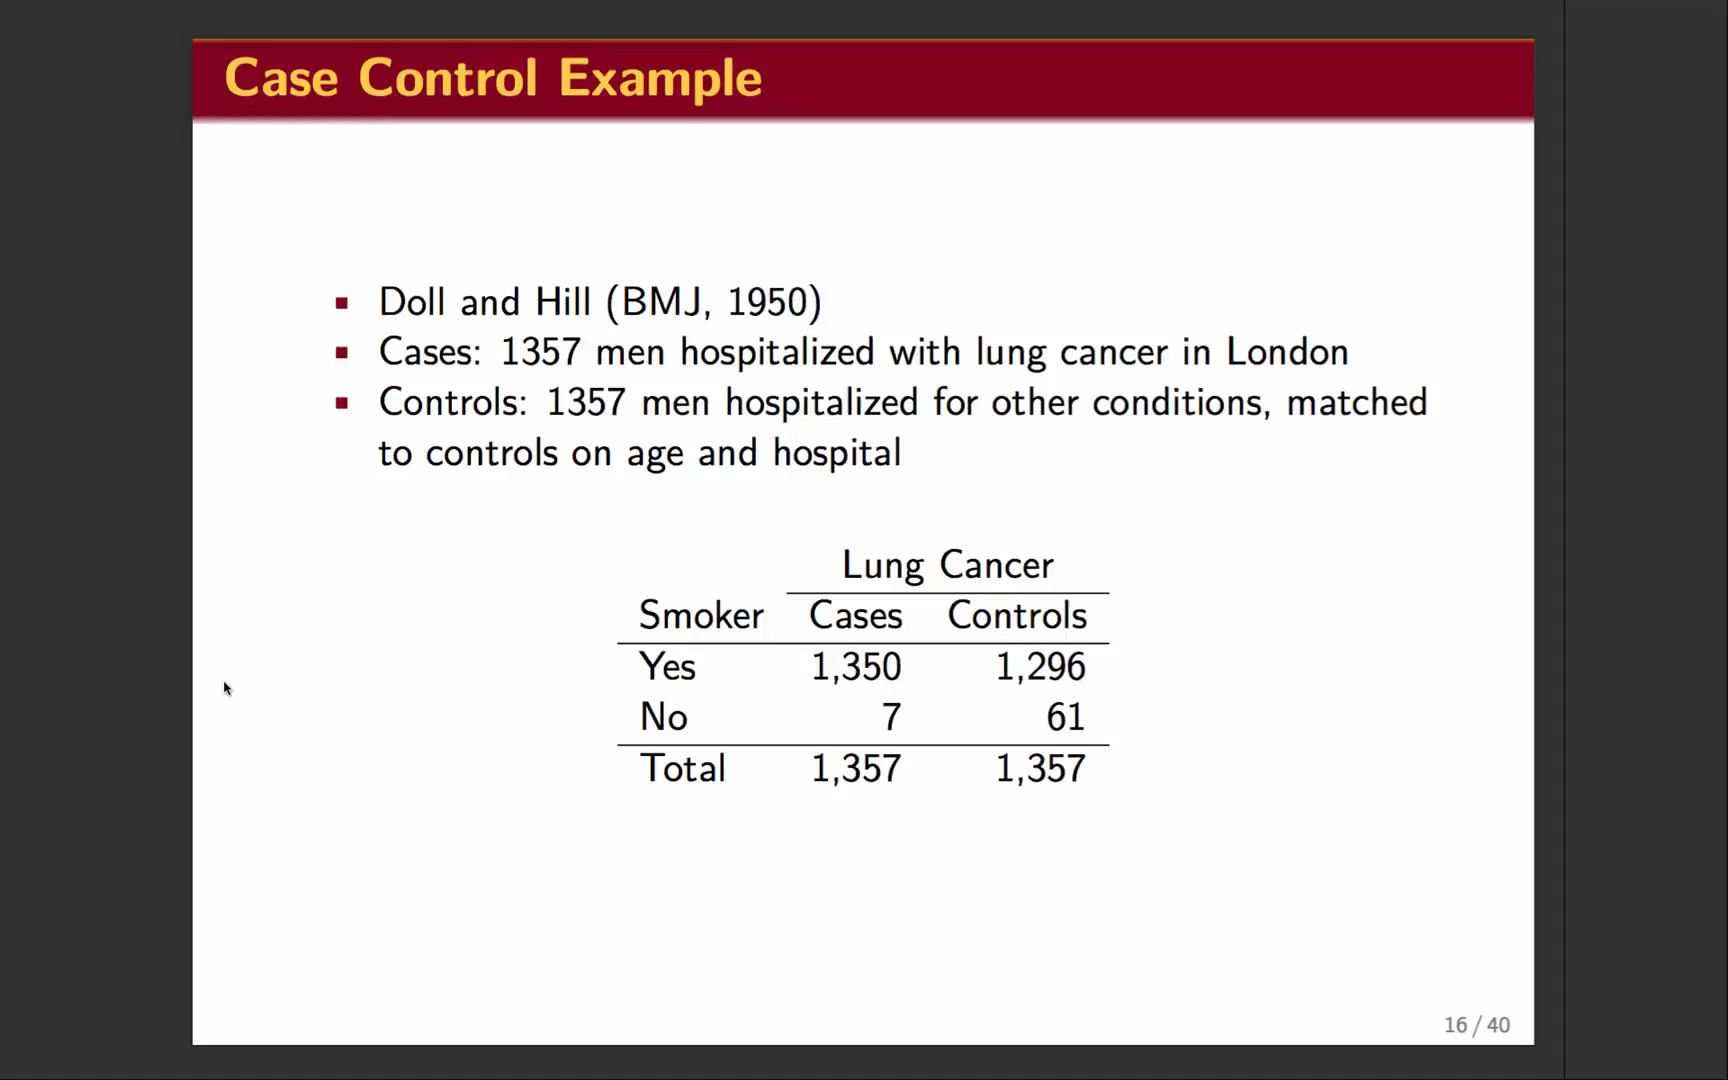 Case Control Example
Doll and Hill (BMJ, 1950)
Cases: 1357 men hospitalized with lung cancer in London
Controls: 1357 men hospitalized for other conditions, matched
to controls on age and hospital
Lung Cancer
Smoker Cases Controls
Yes 1,350 1,296
No 7 61
Total 1,357 1,357
16 / 40